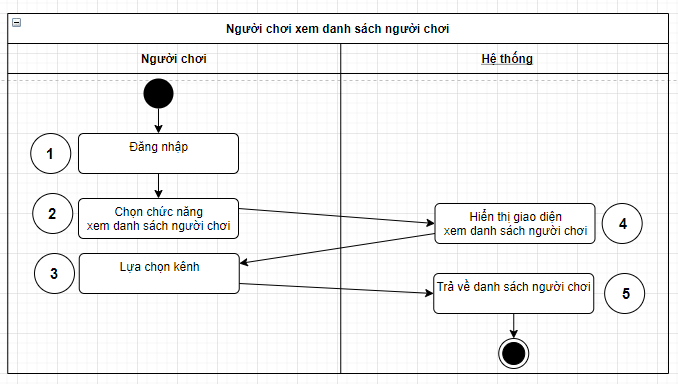 Người chơi xem danh sách người chơi
Người chơi
Hệ thống
1
Đăng nhập
2
Chọn chức năng
xem danh sách người chơi
Hiển thị giao diện
xem danh sách người chơi
4
3
Lựa chọn kênh
Trả về danh sách người chơi
5